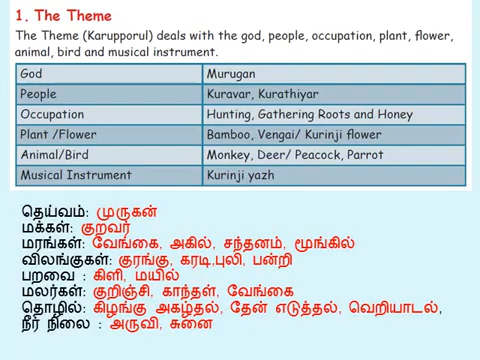 1. The Theme
The Theme (Karupporul) deals with the god, people, occupation, plant, flower,
animal, bird and musical instrument.
God Murugan
People Kuravar, Kurathiyar
Occupation Hunting, Gathering Roots and Honey
Plant /Flower Bamboo, Vengai/ Kurinji flower
Animal/Bird Monkey, Deer/ Peacock, Parrot
Musical Instrument Kurinji yazh
தெய்வம்: முருகன்
மக்கள்: குறவர்
மரங்கள்: வேங்கை, அகில், சந்தனம், மூங்கில்
விலங்குகள்: குரங்கு, கரடி,புலி, பன்றி
பறவை : கிளி, மயில்
மலர்கள்: குறிஞ்சி, காந்தள், வேங்கை
தொழில்: கிழங்கு அகழ்தல், தேன் எடுத்தல், வெறியாடல்,
நீர் நிலை : அருவி, சுனை